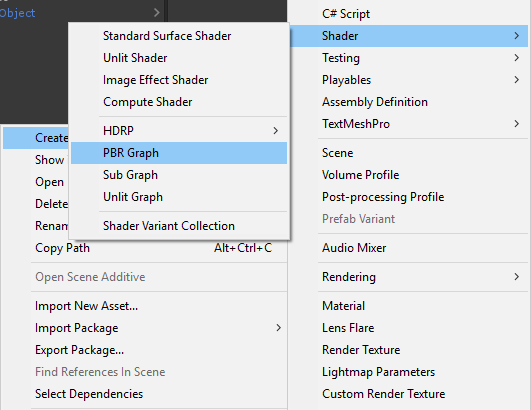 Object
Standard Surface Shader
Unlit Shader
Image Effect Shader
Compute Shader
HDRP
PBR Graph
Sub Graph
Unlit Graph
Shader Variant Collection
Create
Show
Open
Delete
Renam
Copy Path Alt+Ctrl+C
Open Scene Additive
Import New Asset...
Import Package
Export Package...
Find References In Scene
Select Dependencies
C# Script
Shader
Testing
Playables
Assembly Definition
TextMeshPro
Scene
Volume Profile
Post-processing Profile
Prefab Variant
Audio Mixer
Rendering
Material
Lens Flare
Render Texture
Lightmap Parameters
Custom Render Texture